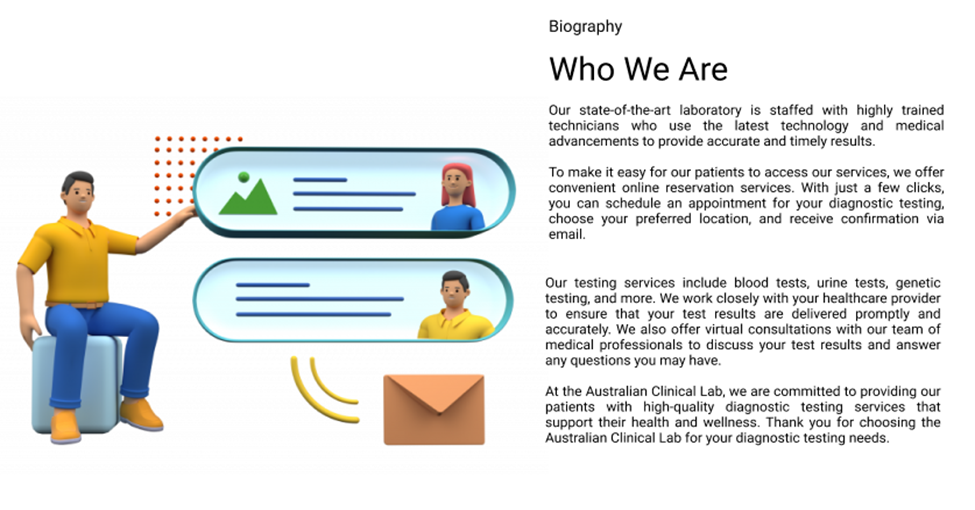 Biography
Who We Are
Our state-of-the-art laboratory is staffed with highly trained
technicians who use the latest technology and medical
advancements to provide accurate and timely results.
To make it easy for our patients to access our services, we offer
convenient online reservation services. With just a few clicks,
you can schedule an appointment for your diagnostic testing,
choose your preferred location, and receive confirmation via
email.
Our testing services include blood tests, urine tests, genetic
testing, and more. We work closely with your healthcare provider
to ensure that your test results are delivered promptly and
accurately. We also offer virtual consultations with our team of
medical professionals to discuss your test results and answer
any questions you may have.
At the Australian Clinical Lab, we are committed to providing our
patients with high-quality diagnostic testing services that
support their health and wellness. Thank you for choosing the
Australian Clinical Lab for your diagnostic testing needs.